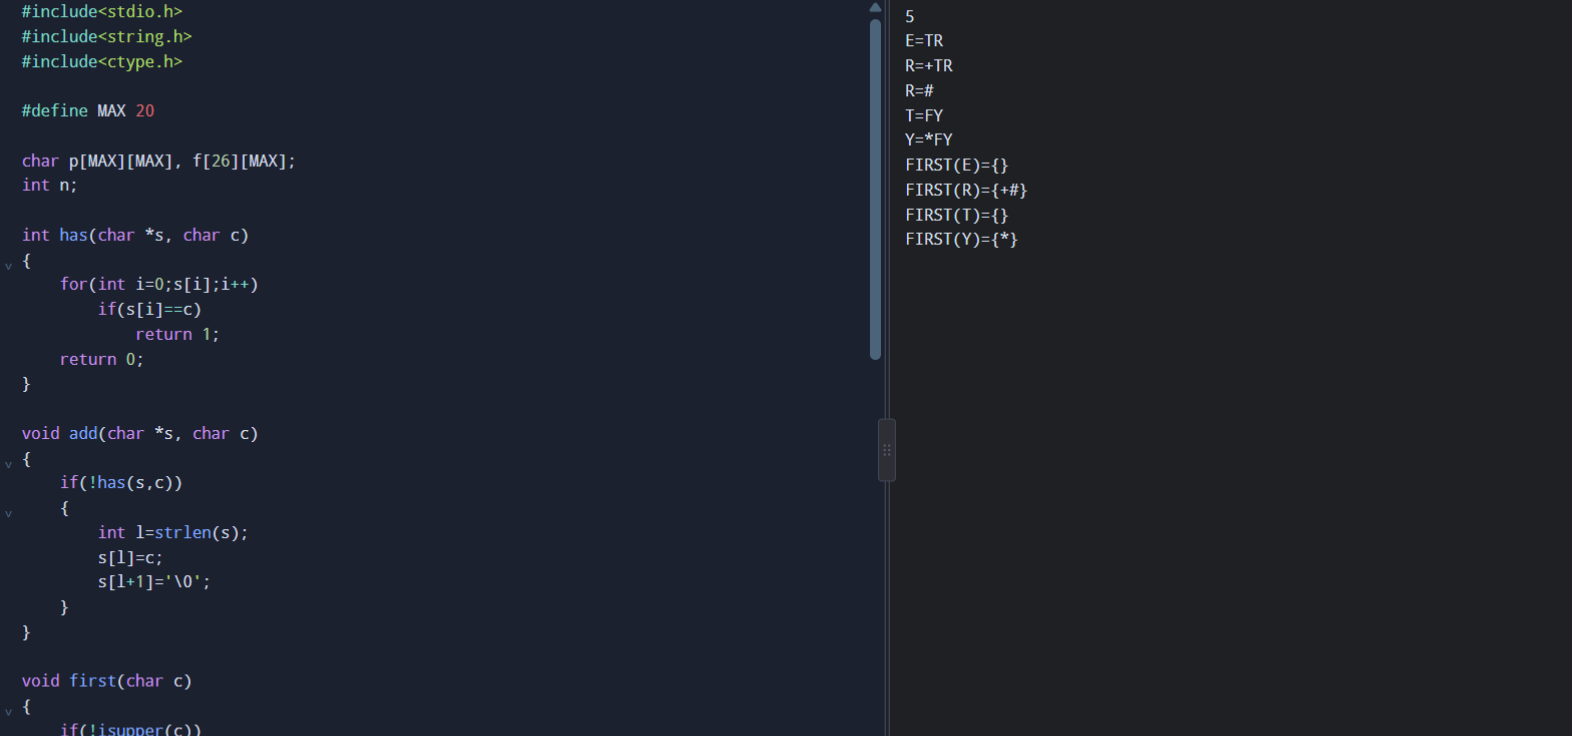 #include<stdio.h>
#include<string.h>
#include<ctype.h>

#define MAX 20

char p[MAX][MAX], f[26][MAX];
int n;

int has(char *s, char c)
{
    for(int i=0;s[i];i++)
        if(s[i]==c)
            return 1;
    return 0;
}

void add(char *s, char c)
{
    if(!has(s,c))
    {
        int l=strlen(s);
        s[l]=c;
        s[l+1]='\0';
    }
}

void first(char c)
{
    if(!isupper(c))
5
E=TR
R=+TR
R=#
T=FY
Y=*FY
FIRST(E)={}
FIRST(R)={+#}
FIRST(T)={}
FIRST(Y)={*}